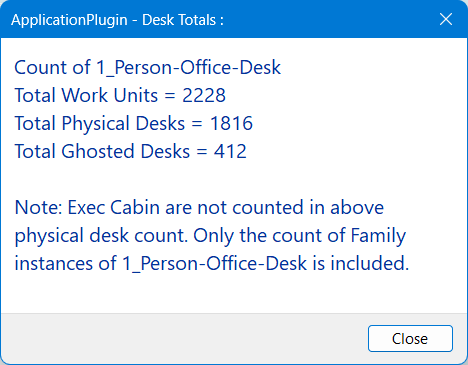 ApplicationPlugin - Desk Totals :
Count of 1_Person-Office-Desk
Total Work Units = 2228
Total Physical Desks = 1816
Total Ghosted Desks = 412
Note: Exec Cabin are not counted in above
physical desk count. Only the count of Family
instances of 1_Person-Office-Desk is included.
Close